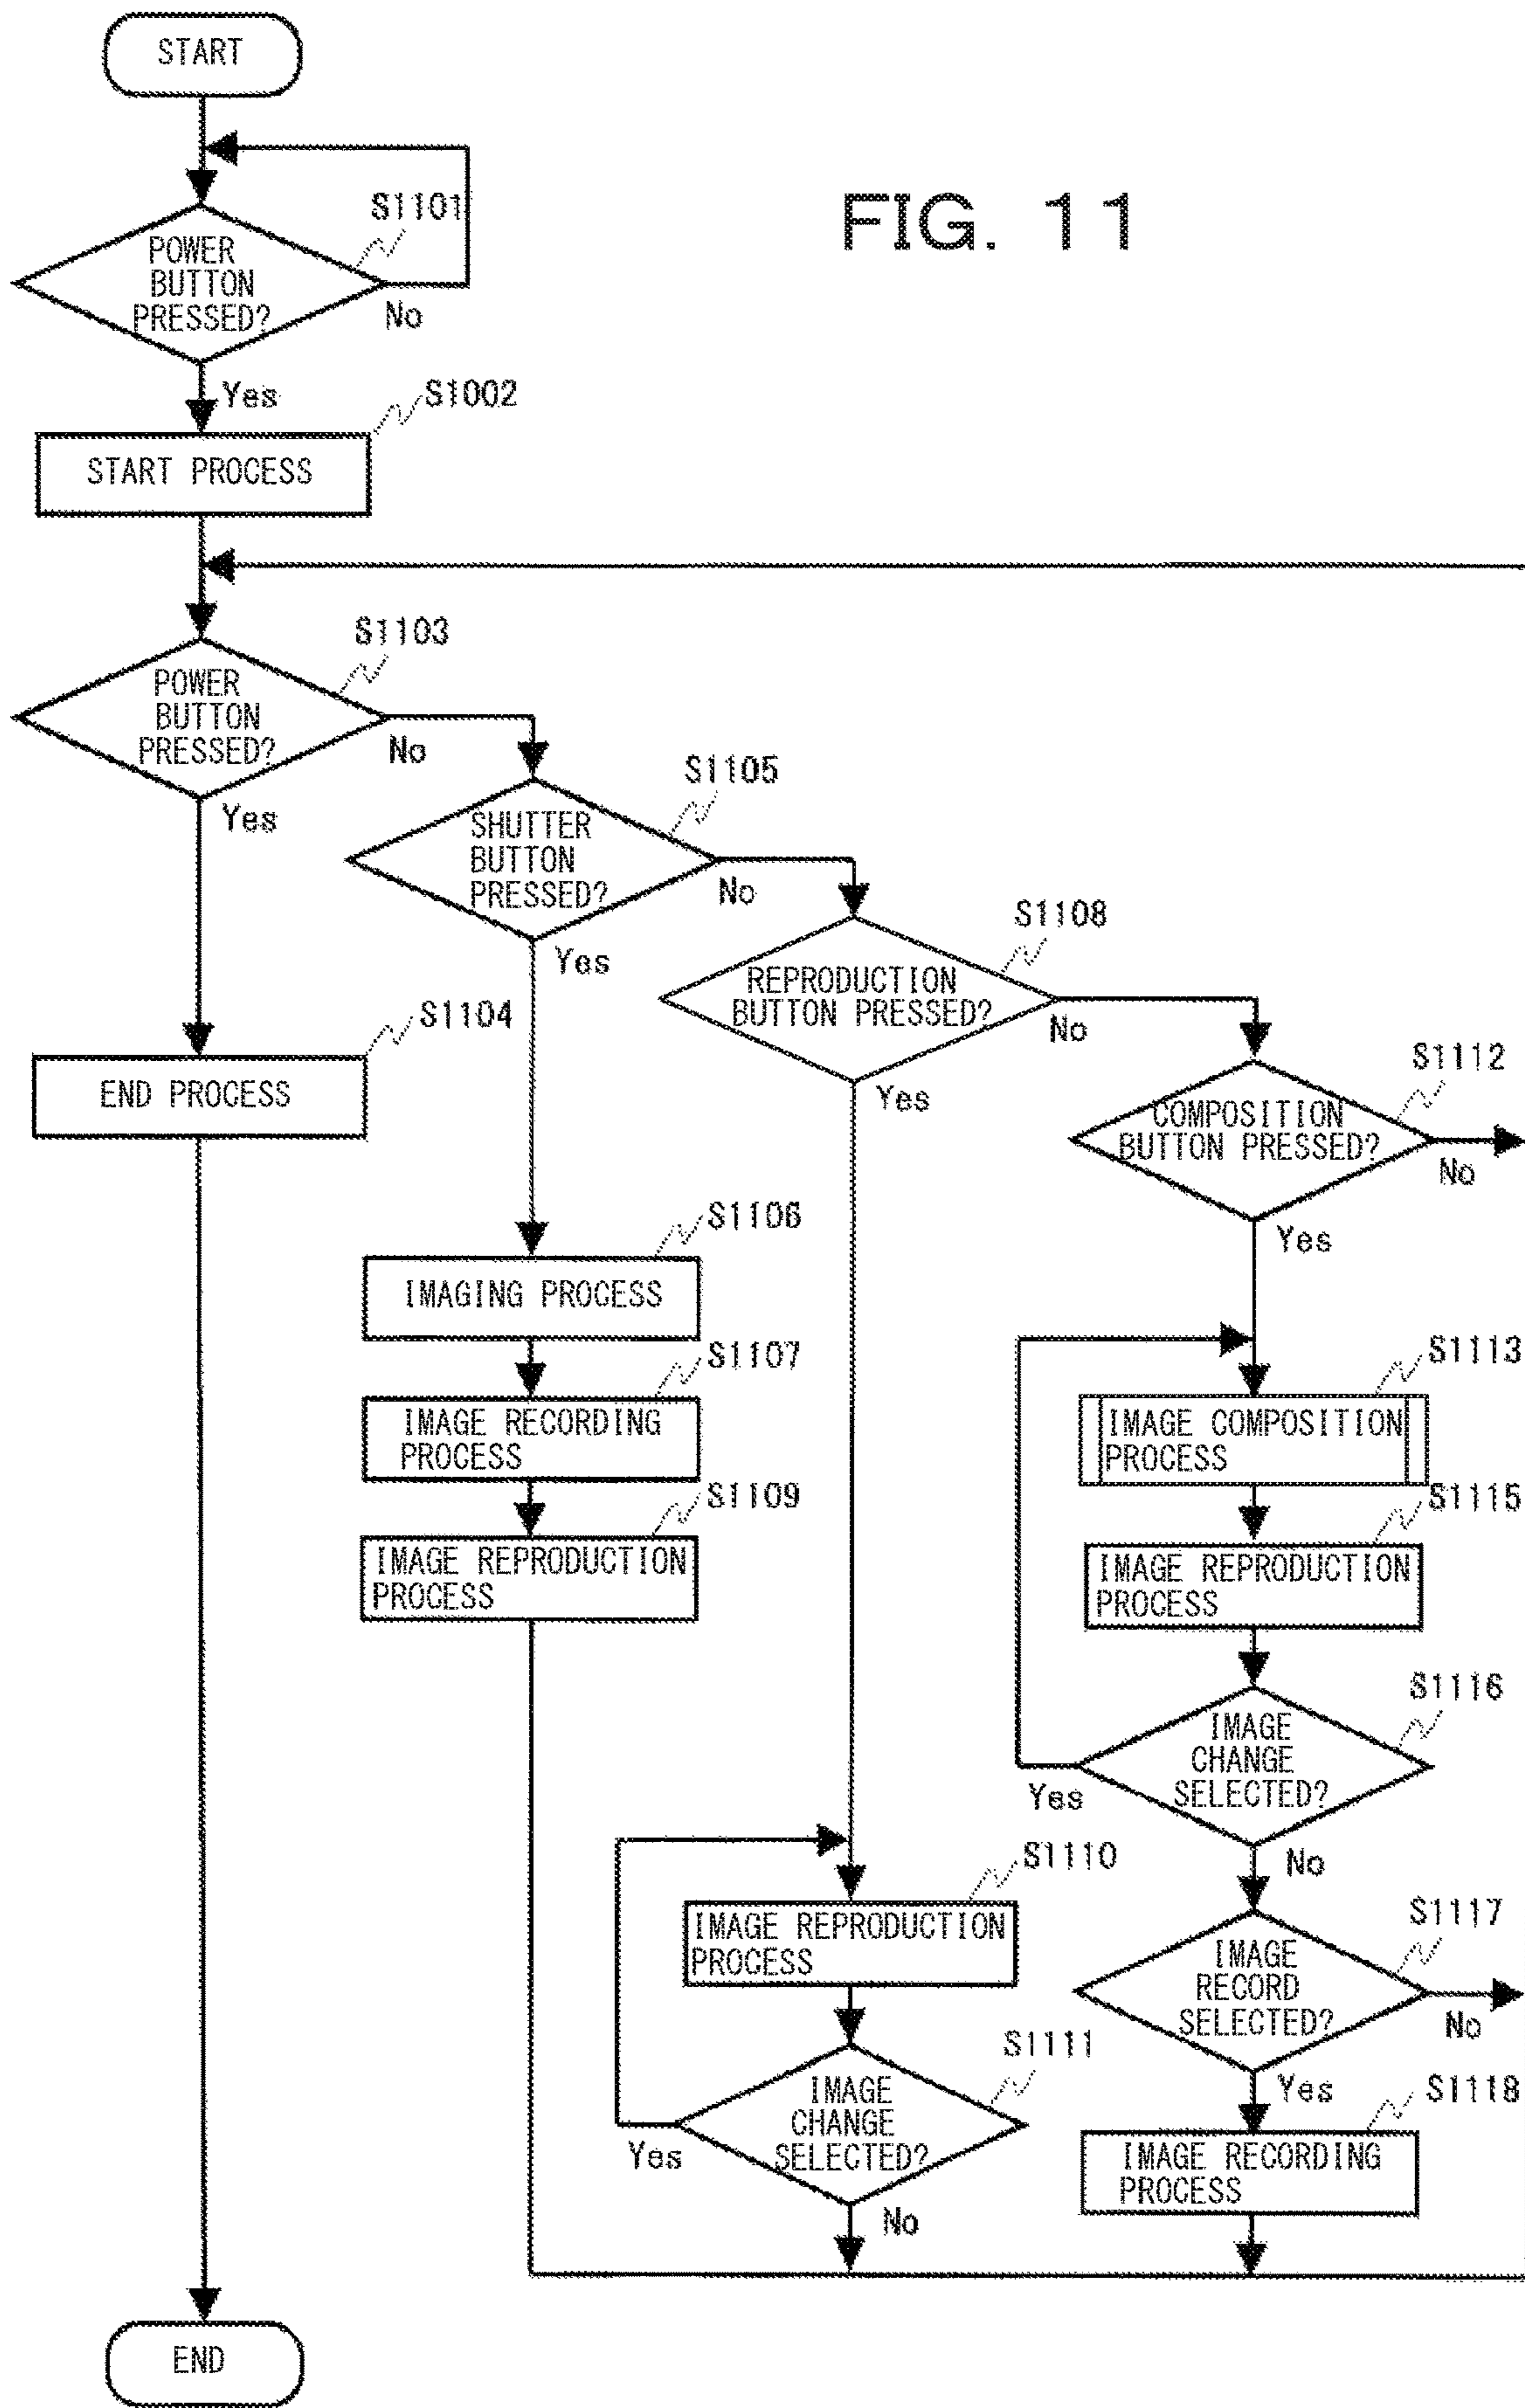 START
FIG. 11
S1101
POWER
BUTTON
PRESSED?
No
Yes
S1002
START PROCESS
S1103
POWER
BUTTON
PRESSED?
No
Yes
S1105
SHUTTER
BUTTON
PRESSED?
No
Yes
S1108
REPRODUCTION
BUTTON PRESSED?
No
Yes
S1104
END PROCESS
S1112
COMPOSITION
BUTTON PRESSED?
No
Yes
S1106
IMAGING PROCESS
S1107
IMAGE RECORDING
PROCESS
S1109
IMAGE REPRODUCTION
PROCESS
S1113
IMAGE COMPOSITION
PROCESS
S1115
IMAGE REPRODUCTION
PROCESS
S1116
IMAGE
CHANGE
SELECTED?
Yes
No
S1110
IMAGE REPRODUCTION
PROCESS
S1111
IMAGE
CHANGE
SELECTED?
Yes
No
S1117
IMAGE
RECORD
SELECTED?
No
Yes
S1118
IMAGE RECORDING
PROCESS
END